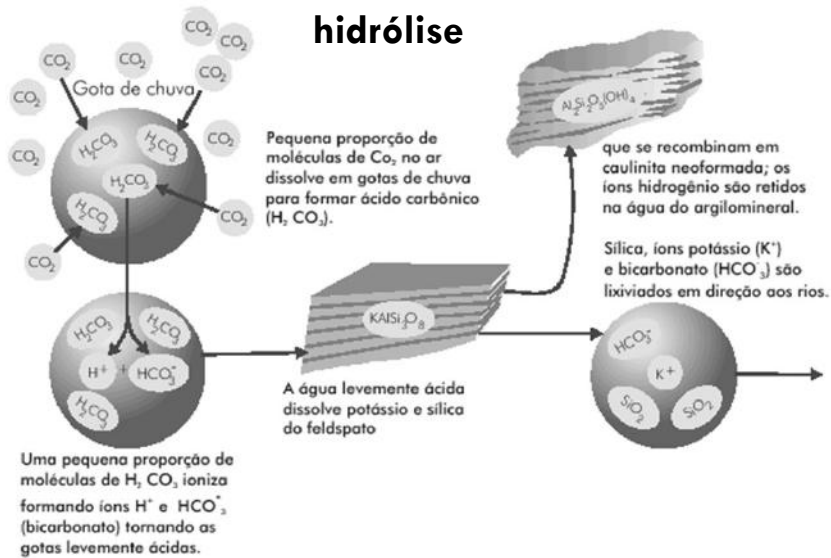 hidrólise
CO₂
CO₂
CO₂
CO₂
CO₂
CO₂
CO₂
Gota de chuva
H₂CO₃
H₂CO₃
H₂CO₃
H₂CO₃
CO₂
CO₂
CO₂
CO₂
Pequena proporção de
moléculas de Co₂ no ar
dissolve em gotas de chuva
para formar ácido carbônico
(H₂ CO₃).
Al₂Si₂O₅(OH)₄
que se recombinam em
caulinita neoformada; os
íons hidrogênio são retidos
na água do argilomineral.
Sílica, íons potássio (K⁺)
e bicarbonato (HCO⁻₃) são
lixiviados em direção aos rios.
H₂CO₃
H₂CO₃
H⁺ + HCO₃⁻
H₂CO₃
KAlSi₃O₈
A água levemente ácida
dissolve potássio e sílica
do feldspato
HCO₃⁻
K⁺
SiO₂
SiO₂
Uma pequena proporção de
moléculas de H₂ CO₃ ioniza
formando íons H⁺ e HCO⁻₃
(bicarbonato) tornando as
gotas levemente ácidas.